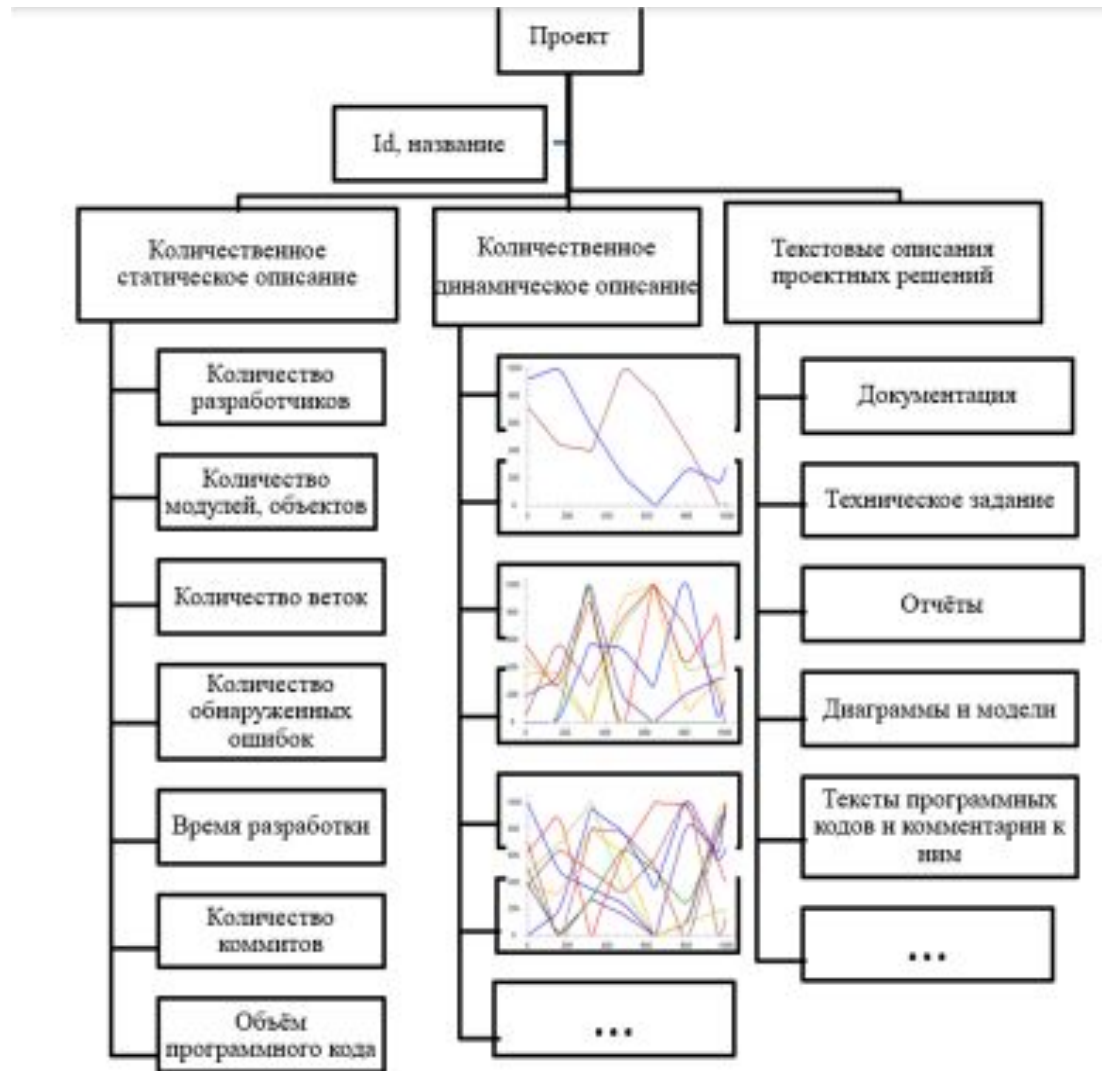 Проект
Id, название
Количественное
статическое описание
Количество
разработчиков
Количество
модулей, объектов
Количество веток
Количество
обнаруженных
ошибок
Время разработки
Количество
коммитов
Объём
программного кода
Количественное
динамическое описание
...
Текстовые описания
проектных решений
Документация
Техническое задание
Отчёты
Диаграммы и модели
Тексты программных
кодов и комментарии к
ним
...